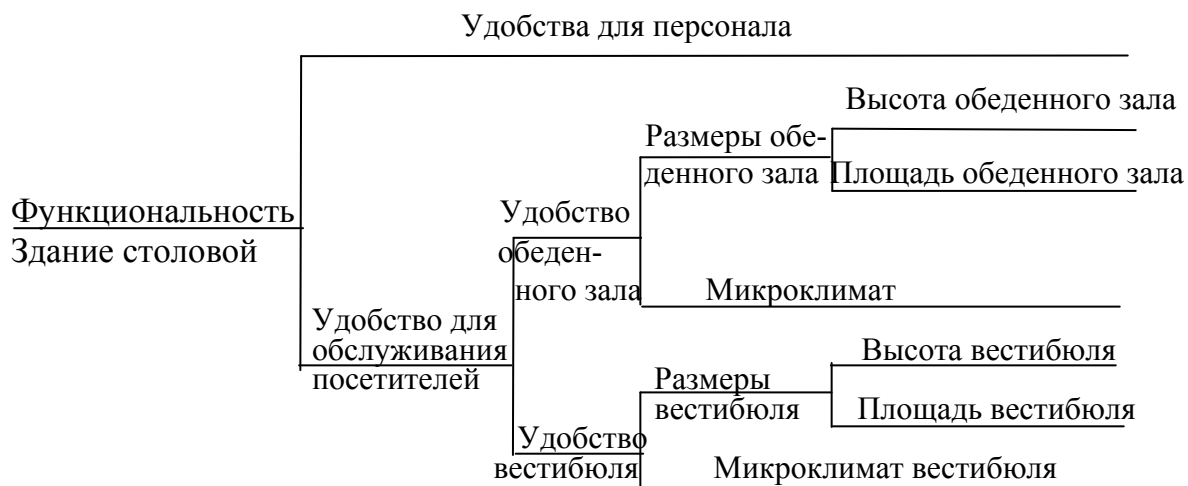 Удобства для персонала
Высота обеденного зала
Размеры обе-
денного зала
Площадь обеденного зала
Функциональность
Здание столовой
Удобство
обеден-
ного зала
Микроклимат
Удобство для
обслуживания
посетителей
Высота вестибюля
Размеры
вестибюля
Площадь вестибюля
Удобство
вестибюля
Микроклимат вестибюля